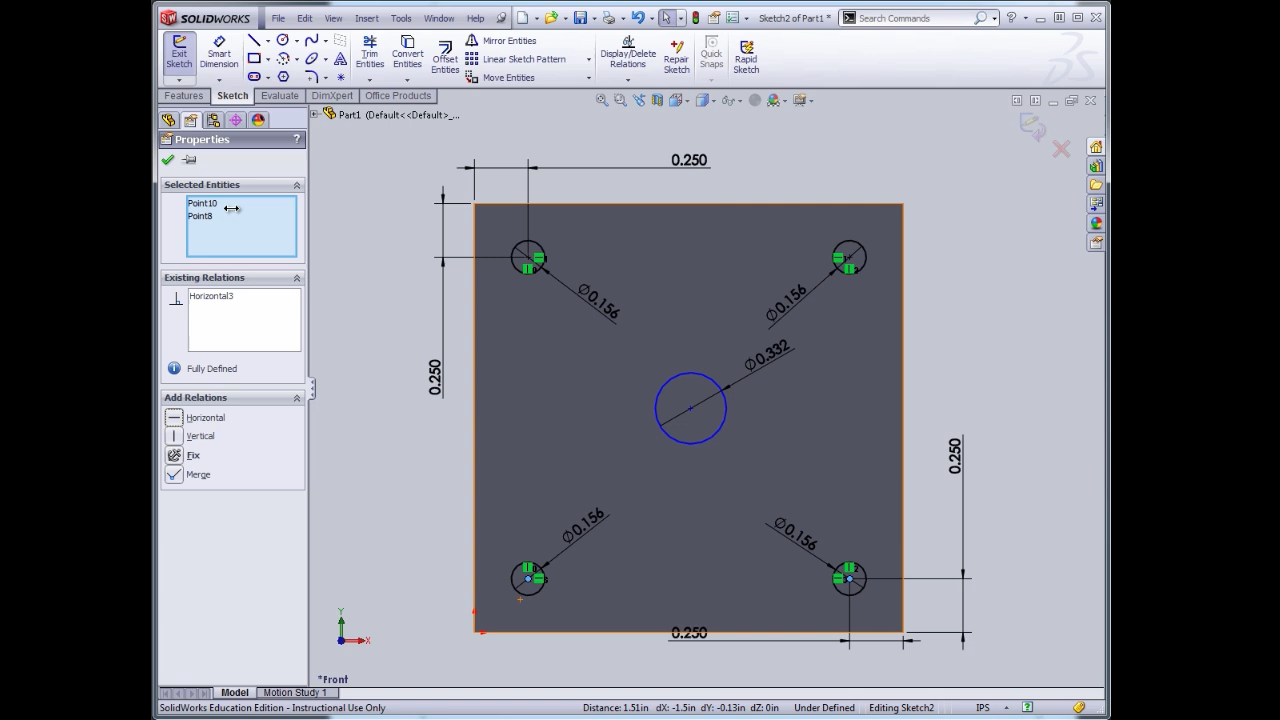 SOLIDWORKS File Edit View Insert Tools Window Help Sketch2 of Part1 * Search Commands
Exit Sketch Smart Dimension Trim Entities Convert Entities Offset Entities Mirror Entities Linear Sketch Pattern Move Entities Display/Delete Relations Repair Sketch Quick Snaps Rapid Sketch
Features Sketch Evaluate DimXpert Office Products
Part1 (Default<<Default>_...
Properties ?
Selected Entities
Point10
Point8
Existing Relations
Horizontal3
Fully Defined
Add Relations
Horizontal
Vertical
Fix
Merge
0.250
∅0.156
∅0.156
∅0.332
0.250
0.250
∅0.156
∅0.156
0.250
Y
X
*Front
Model Motion Study 1
SolidWorks Education Edition - Instructional Use Only Distance: 1.51in dX: -1.5in dY: -0.13in dZ: 0in Under Defined Editing Sketch2 IPS